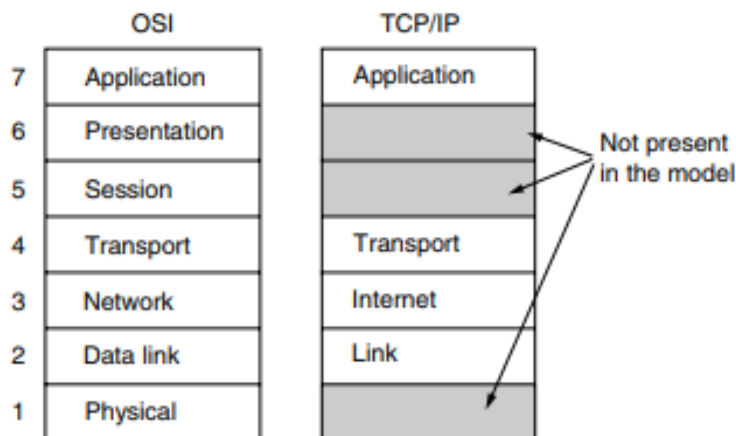 OSI TCP/IP
7 Application Application
6 Presentation
Not present
5 Session
in the model
4 Transport Transport
3 Network Internet
2 Data link Link
1 Physical